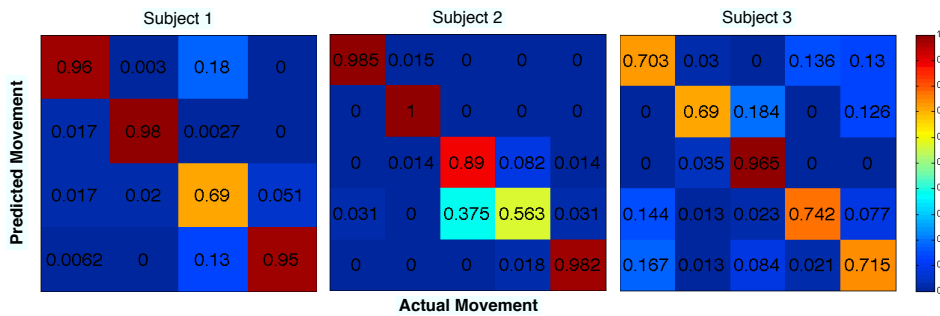 Subject 1 Subject 2 Subject 3
Predicted Movement
0.96 0.003 0.18 0
0.017 0.98 0.0027 0
0.017 0.02 0.69 0.051
0.0062 0 0.13 0.95
0.985 0.015 0 0 0
0 1 0 0 0
0 0.014 0.89 0.082 0.014
0.031 0 0.375 0.563 0.031
0 0 0 0.018 0.982
0.703 0.03 0 0.136 0.13
0 0.69 0.184 0 0.126
0 0.035 0.965 0 0
0.144 0.013 0.023 0.742 0.077
0.167 0.013 0.084 0.021 0.715
Actual Movement